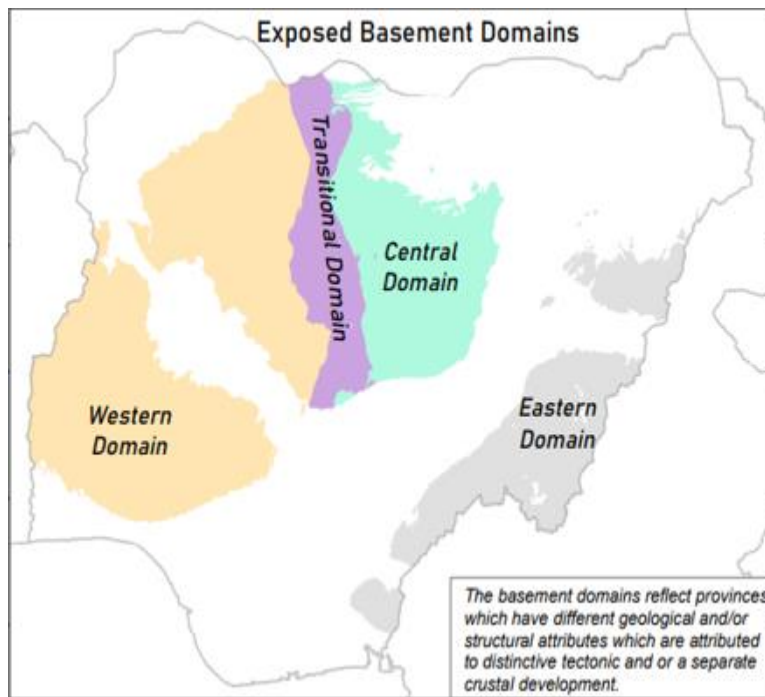 Exposed Basement Domains
Transitional Domain
Central
Domain
Western
Domain
Eastern
Domain
The basement domains reflect provinces
which have different geological and/or
structural attributes which are attributed
to distinctive tectonic and or a separate
crustal development.